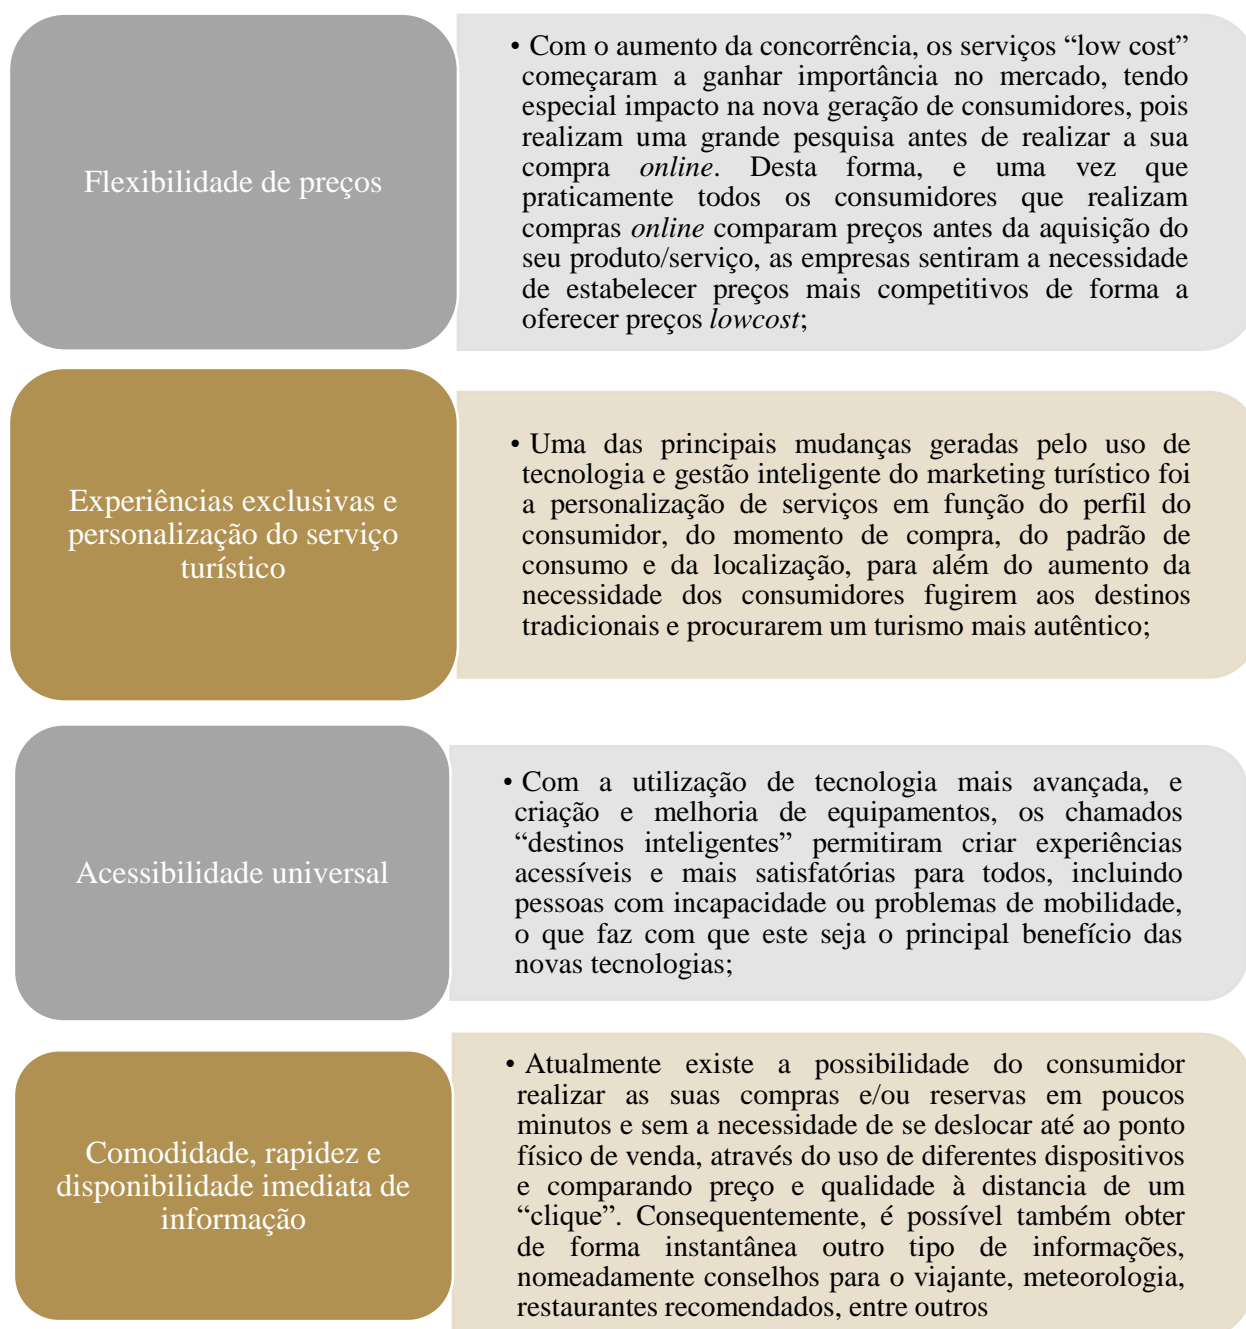 Flexibilidade de preços
• Com o aumento da concorrência, os serviços “low cost”
começaram a ganhar importância no mercado, tendo
especial impacto na nova geração de consumidores, pois
realizam uma grande pesquisa antes de realizar a sua
compra online. Desta forma, e uma vez que
praticamente todos os consumidores que realizam
compras online comparam preços antes da aquisição do
seu produto/serviço, as empresas sentiram a necessidade
de estabelecer preços mais competitivos de forma a
oferecer preços lowcost;
Experiências exclusivas e
personalização do serviço
turístico
• Uma das principais mudanças geradas pelo uso de
tecnologia e gestão inteligente do marketing turístico foi
a personalização de serviços em função do perfil do
consumidor, do momento de compra, do padrão de
consumo e da localização, para além do aumento da
necessidade dos consumidores fugirem aos destinos
tradicionais e procurarem um turismo mais autêntico;
Acessibilidade universal
• Com a utilização de tecnologia mais avançada, e
criação e melhoria de equipamentos, os chamados
“destinos inteligentes” permitiram criar experiências
acessíveis e mais satisfatórias para todos, incluindo
pessoas com incapacidade ou problemas de mobilidade,
o que faz com que este seja o principal benefício das
novas tecnologias;
Comodidade, rapidez e
disponibilidade imediata de
informação
• Atualmente existe a possibilidade do consumidor
realizar as suas compras e/ou reservas em poucos
minutos e sem a necessidade de se deslocar até ao ponto
físico de venda, através do uso de diferentes dispositivos
e comparando preço e qualidade à distancia de um
“clique”. Consequentemente, é possível também obter
de forma instantânea outro tipo de informações,
nomeadamente conselhos para o viajante, meteorologia,
restaurantes recomendados, entre outros